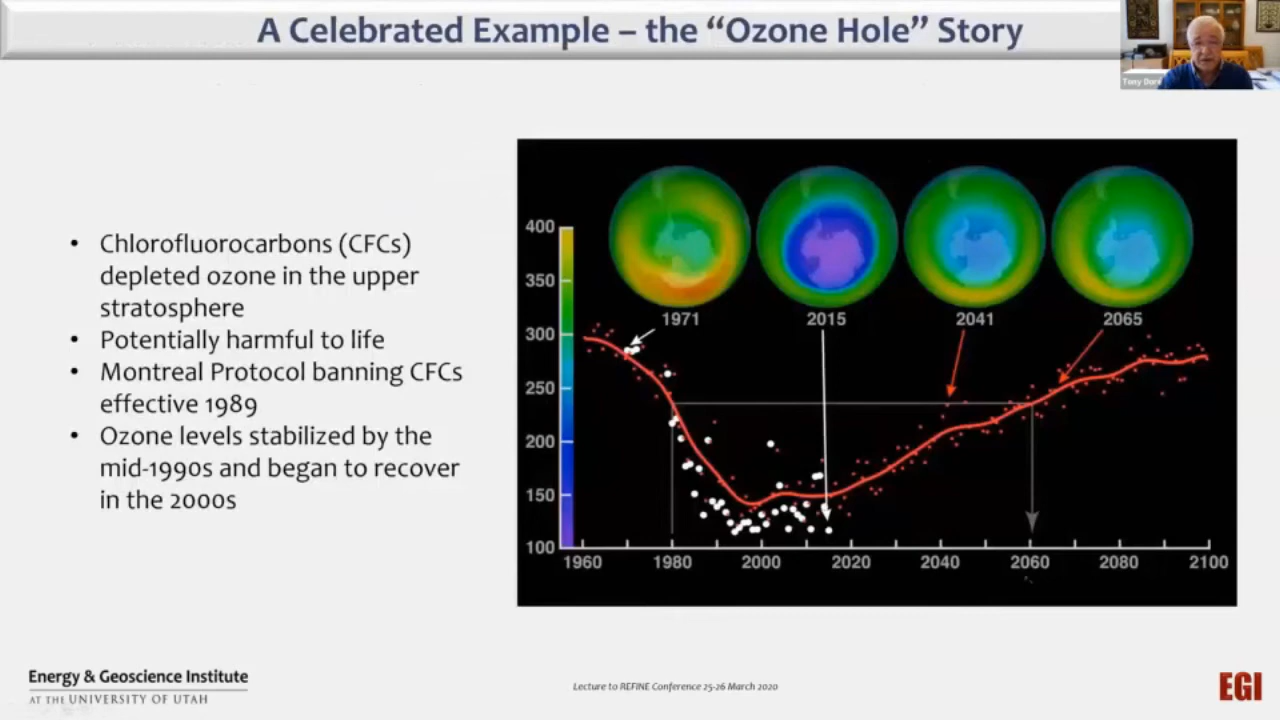 A Celebrated Example – the “Ozone Hole” Story
Tony Doré
• Chlorofluorocarbons (CFCs)
depleted ozone in the upper
stratosphere
• Potentially harmful to life
• Montreal Protocol banning CFCs
effective 1989
• Ozone levels stabilized by the
mid-1990s and began to recover
in the 2000s
400
350
300
250
200
150
100
1971 2015 2041 2065
1960 1980 2000 2020 2040 2060 2080 2100
Energy & Geoscience Institute
AT THE UNIVERSITY OF UTAH
Lecture to REFINE Conference 25-26 March 2020
EGI